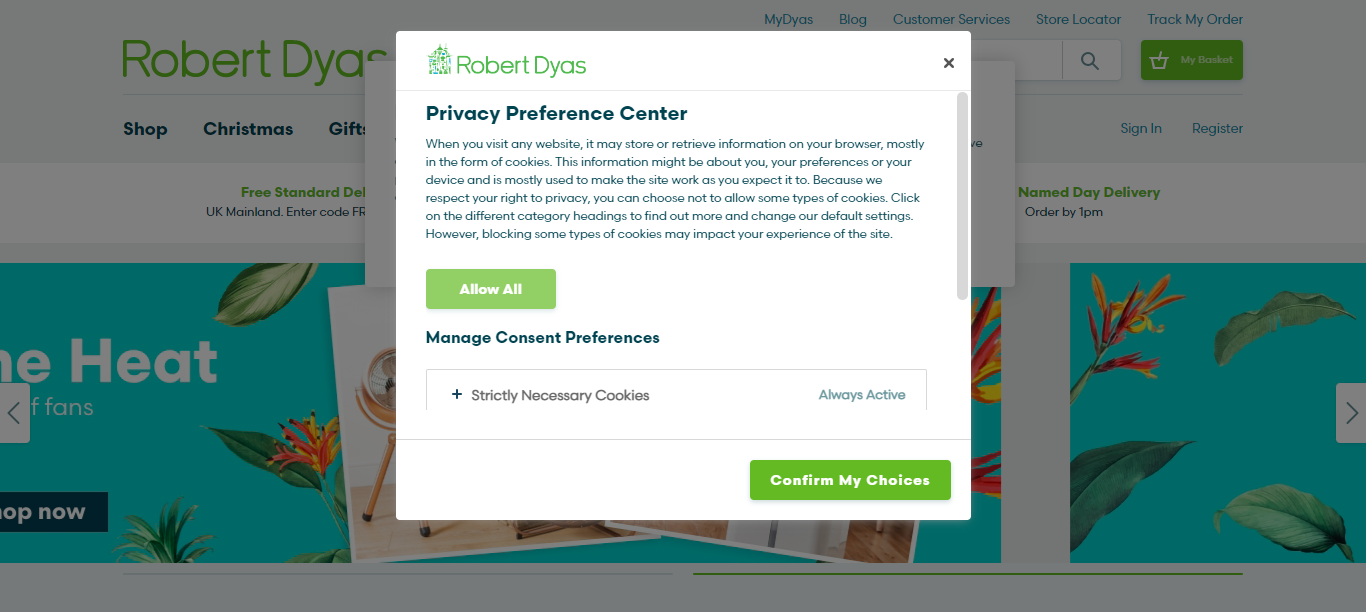 MyDyas Blog Customer Services Store Locator Track My Order
Robert Dyas
My Basket
Robert Dyas
Shop Christmas Gifts
Sign In Register
Privacy Preference Center
When you visit any website, it may store or retrieve information on your browser, mostly
in the form of cookies. This information might be about you, your preferences or your
device and is mostly used to make the site work as you expect it to. Because we
respect your right to privacy, you can choose not to allow some types of cookies. Click
on the different category headings to find out more and change our default settings.
However, blocking some types of cookies may impact your experience of the site.
Free Standard Del
UK Mainland. Enter code FR
Named Day Delivery
Order by 1pm
Allow All
Manage Consent Preferences
Strictly Necessary Cookies Always Active
ne Heat
f fans
hop now
Confirm My Choices